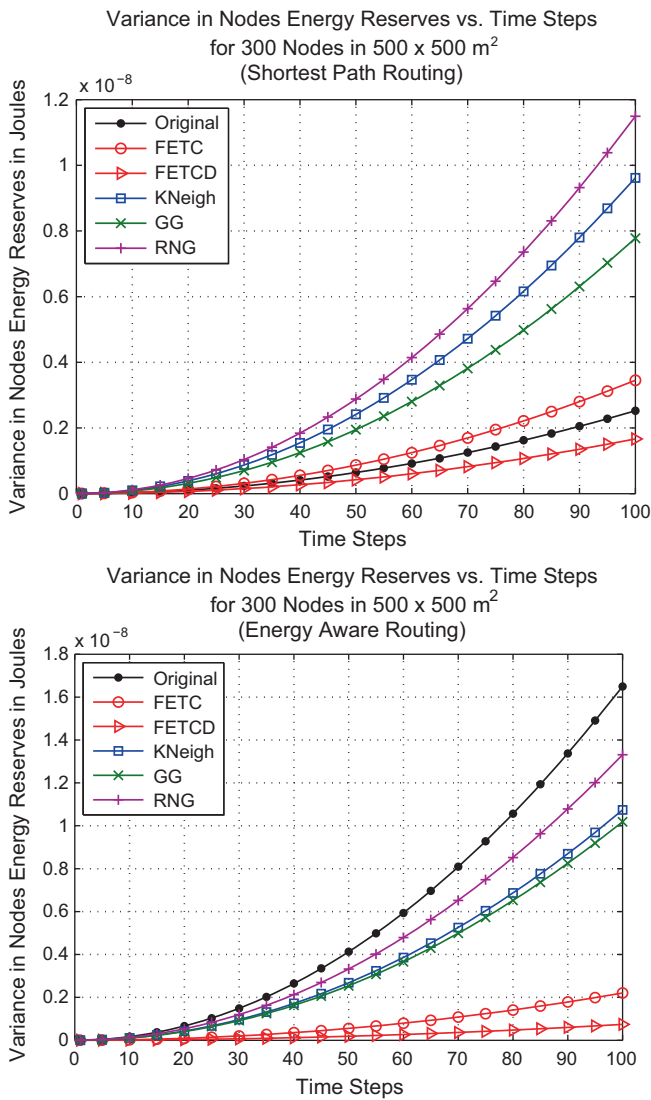 Variance in Nodes Energy Reserves vs. Time Steps
for 300 Nodes in 500 x 500 m²
(Shortest Path Routing)
x 10⁻⁸
1.2
1
0.8
0.6
0.4
0.2
0
Variance in Nodes Energy Reserves in Joules
Original
FETC
FETCD
KNeigh
GG
RNG
0 10 20 30 40 50 60 70 80 90 100
Time Steps
Variance in Nodes Energy Reserves vs. Time Steps
for 300 Nodes in 500 x 500 m²
(Energy Aware Routing)
x 10⁻⁸
1.8
1.6
1.4
1.2
1
0.8
0.6
0.4
0.2
0
Variance in Nodes Energy Reserves in Joules
Original
FETC
FETCD
KNeigh
GG
RNG
0 10 20 30 40 50 60 70 80 90 100
Time Steps